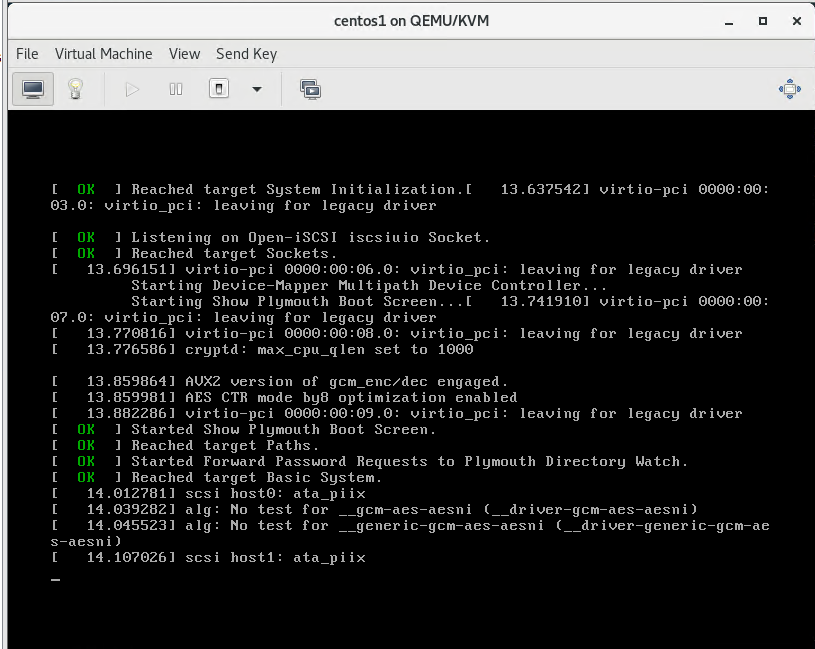 centos1 on QEMU/KVM
File Virtual Machine View Send Key
[  OK  ] Reached target System Initialization.[   13.637542] virtio-pci 0000:00:
03.0: virtio_pci: leaving for legacy driver
[  OK  ] Listening on Open-iSCSI iscsiuio Socket.
[  OK  ] Reached target Sockets.
[   13.696151] virtio-pci 0000:00:06.0: virtio_pci: leaving for legacy driver
         Starting Device-Mapper Multipath Device Controller...
         Starting Show Plymouth Boot Screen...[   13.741910] virtio-pci 0000:00:
07.0: virtio_pci: leaving for legacy driver
[   13.770816] virtio-pci 0000:00:08.0: virtio_pci: leaving for legacy driver
[   13.776586] cryptd: max_cpu_qlen set to 1000
[   13.859864] AVX2 version of gcm_enc/dec engaged.
[   13.859981] AES CTR mode by8 optimization enabled
[   13.882286] virtio-pci 0000:00:09.0: virtio_pci: leaving for legacy driver
[  OK  ] Started Show Plymouth Boot Screen.
[  OK  ] Reached target Paths.
[  OK  ] Started Forward Password Requests to Plymouth Directory Watch.
[  OK  ] Reached target Basic System.
[   14.012781] scsi host0: ata_piix
[   14.039282] alg: No test for __gcm-aes-aesni (__driver-gcm-aes-aesni)
[   14.045523] alg: No test for __generic-gcm-aes-aesni (__driver-generic-gcm-ae
s-aesni)
[   14.107026] scsi host1: ata_piix
_